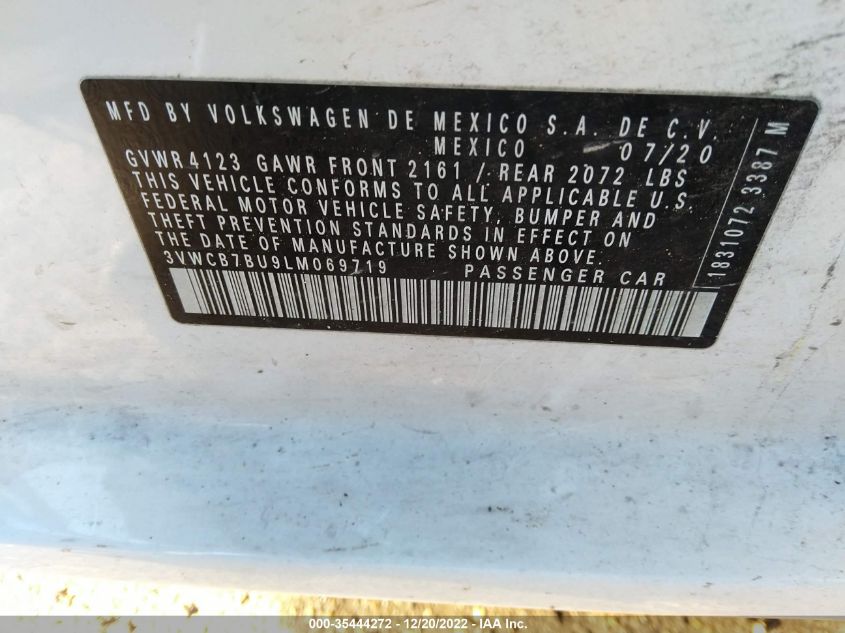 MFD BY VOLKSWAGEN DE MEXICO S.A. DE C.V.
MEXICO 07/20
GVWR4123 GAWR FRONT 2161 / REAR 2072 LBS
THIS VEHICLE CONFORMS TO ALL APPLICABLE U.S.
FEDERAL MOTOR VEHICLE SAFETY, BUMPER AND
THEFT PREVENTION STANDARDS IN EFFECT ON
THE DATE OF MANUFACTURE SHOWN ABOVE.
3VWCB7BU9LM069719 PASSENGER CAR
1831072 3387 M
000-35444272 - 12/20/2022 - IAA Inc.